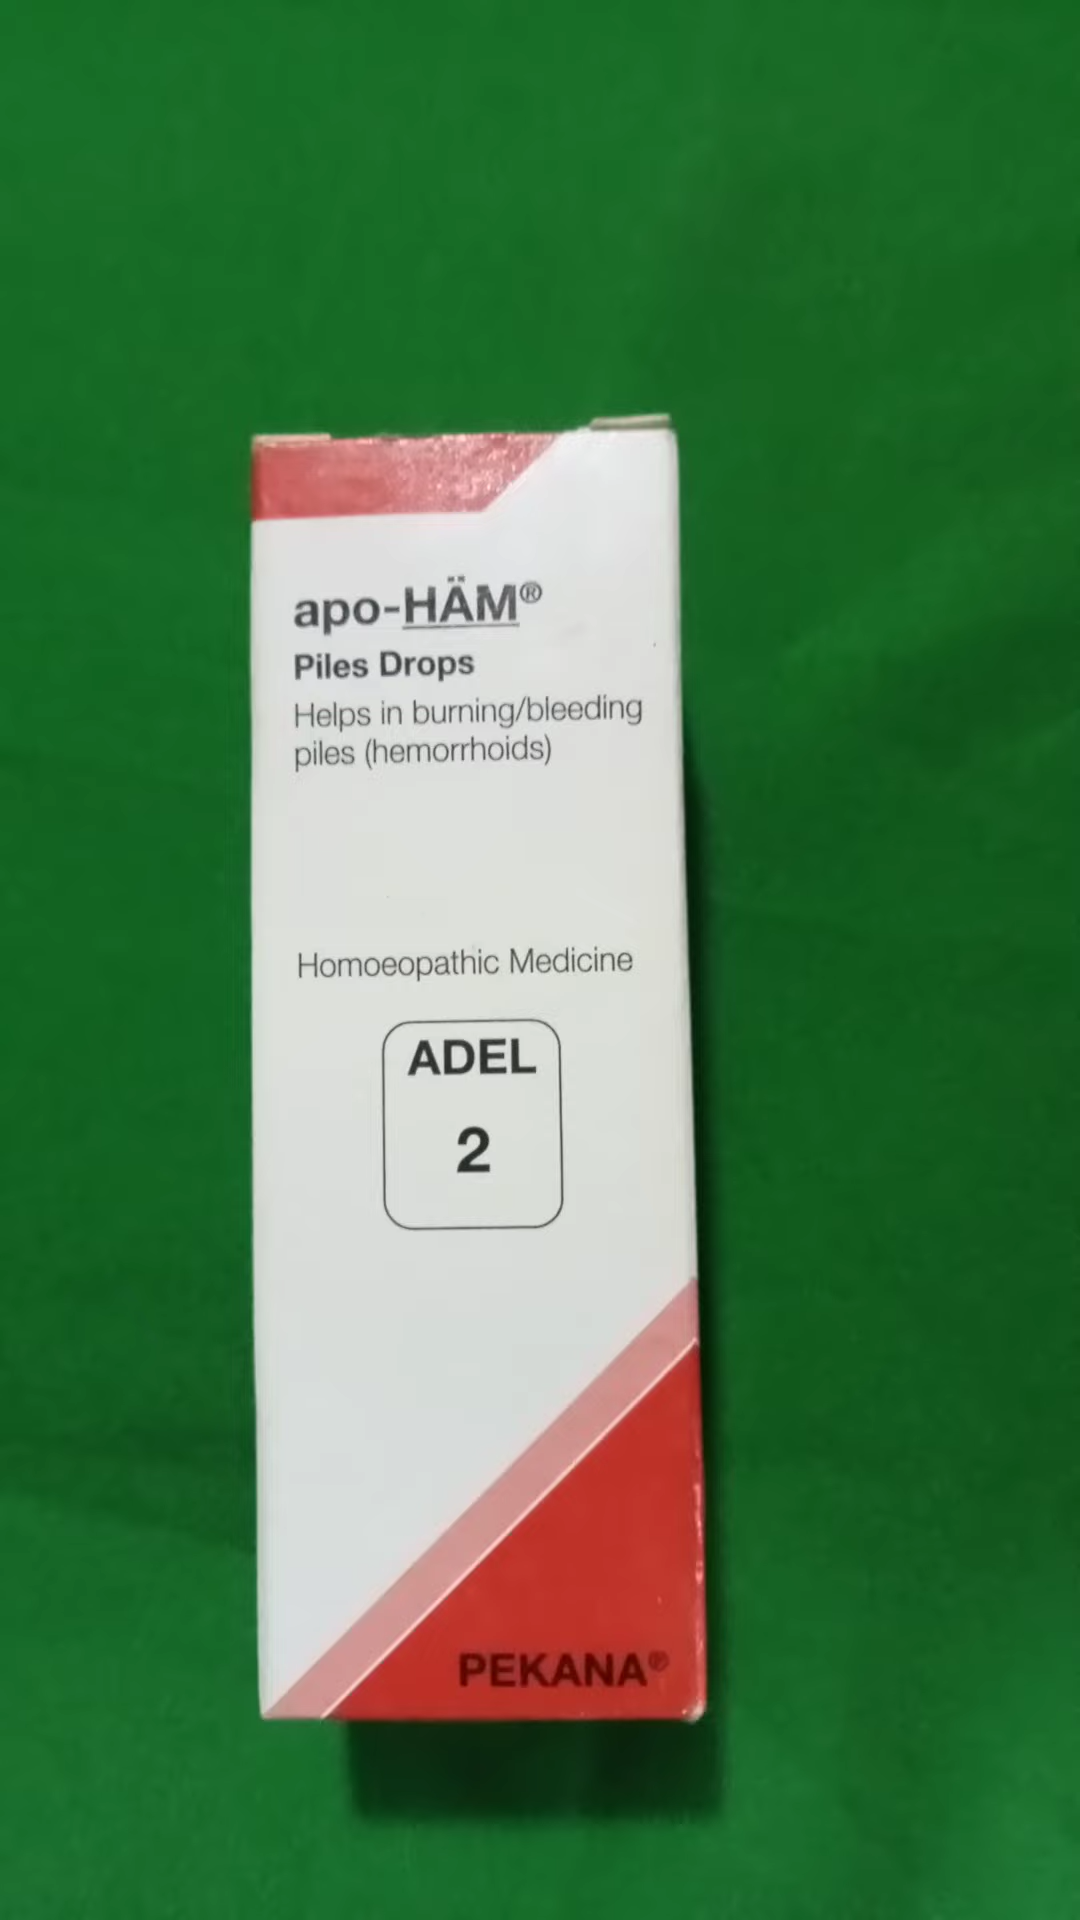 apo-HÄM®
Piles Drops
Helps in burning/bleeding
piles (hemorrhoids)
Homoeopathic Medicine
ADEL
2
PEKANA®